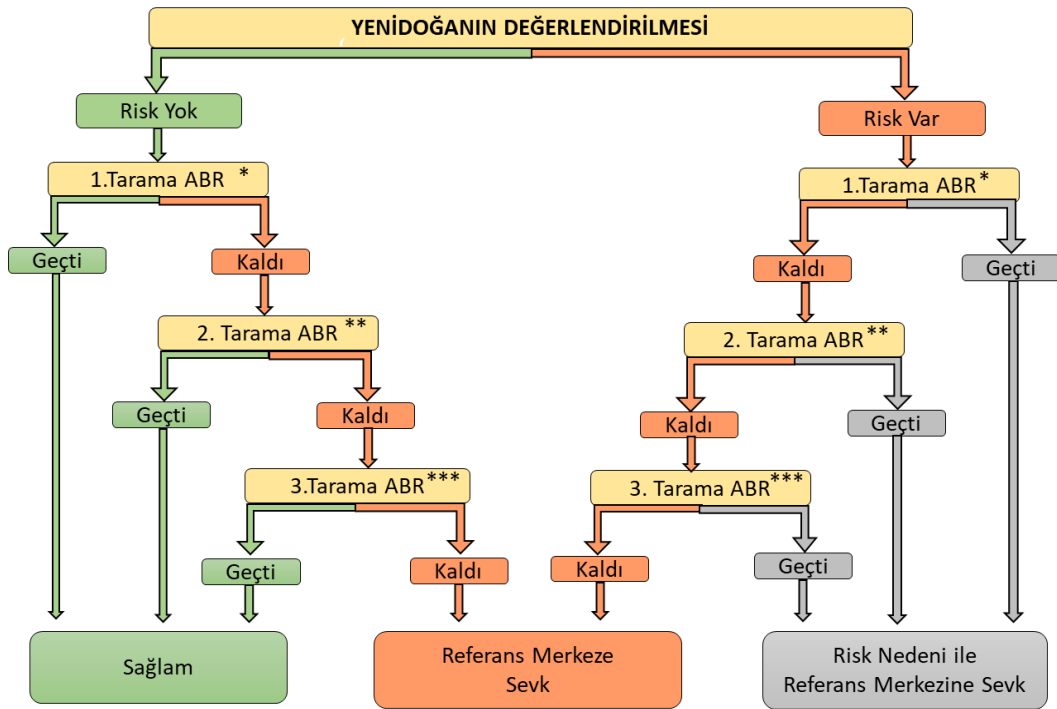 YENİDOĞANIN DEĞERLENDİRİLMESİ
Risk Yok
Risk Var
1.Tarama ABR *
1.Tarama ABR *
Geçti
Kaldı
Kaldı
Geçti
2. Tarama ABR **
2. Tarama ABR **
Geçti
Kaldı
Kaldı
Geçti
3.Tarama ABR ***
3. Tarama ABR ***
Geçti
Kaldı
Kaldı
Geçti
Sağlam
Referans Merkeze
Sevk
Risk Nedeni ile
Referans Merkezine Sevk